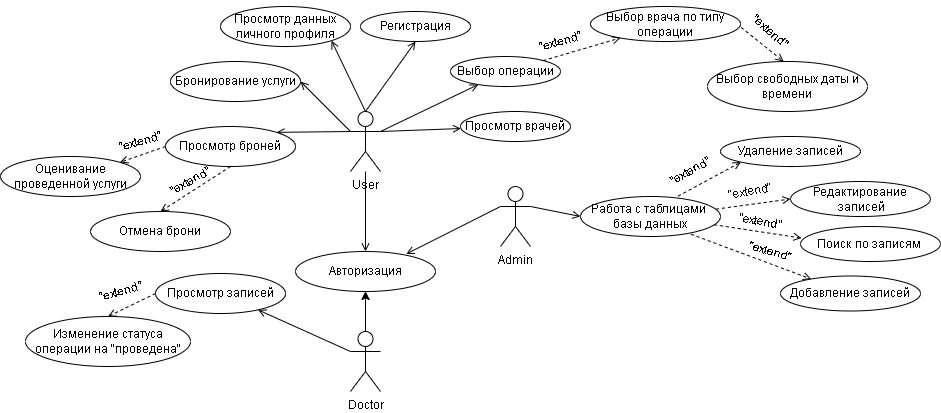 Просмотр данных
личного профиля
Регистрация
Выбор врача по типу
операции
"extend"
"extend"
Бронирование услуги
Выбор операции
Выбор свободных даты и
времени
Просмотр врачей
"extend"
Просмотр броней
Оценивание
проведенной услуги
"extend"
User
Отмена брони
Удаление записей
"extend"
Редактирование
записей
"extend"
Работа с таблицами
базы данных
"extend"
Поиск по записям
"extend"
Добавление записей
Admin
Авторизация
Просмотр записей
"extend"
Изменение статуса
операции на "проведена"
Doctor